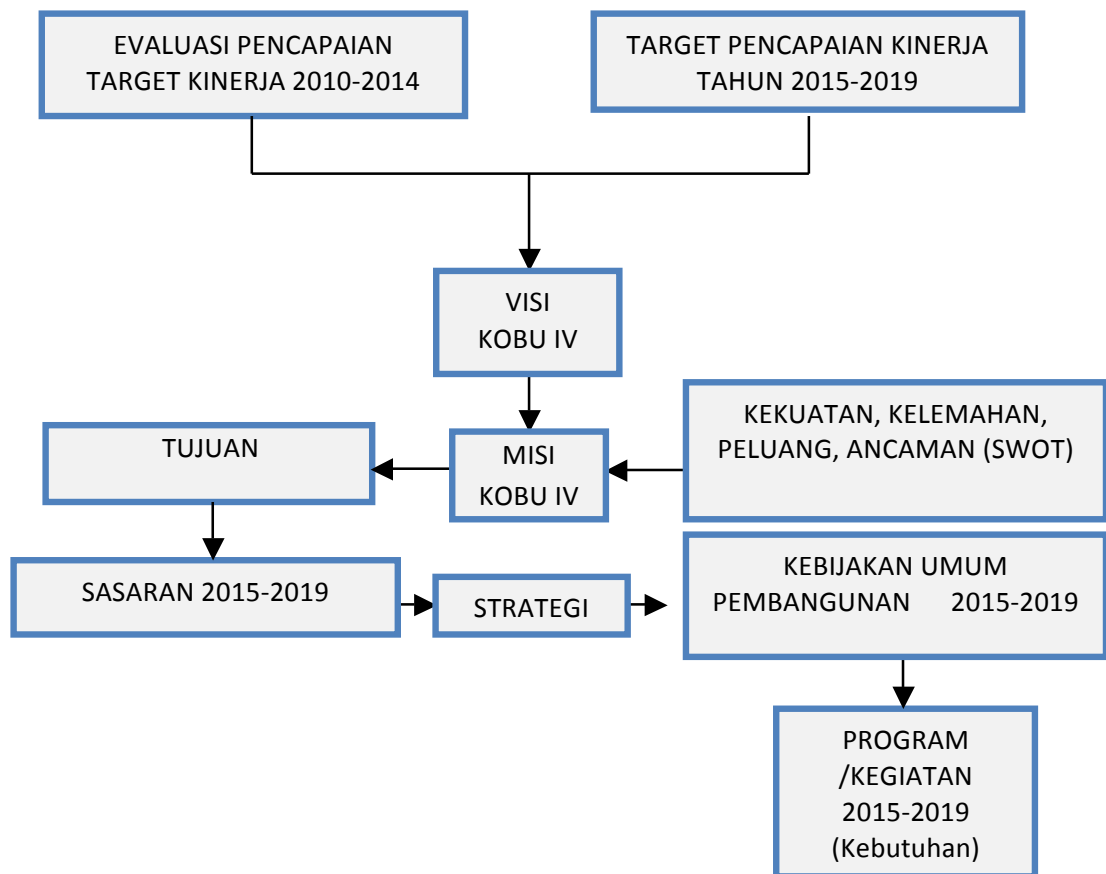 EVALUASI PENCAPAIAN
TARGET KINERJA 2010-2014
TARGET PENCAPAIAN KINERJA
TAHUN 2015-2019
VISI
KOBU IV
MISI
KOBU IV
KEKUATAN, KELEMAHAN,
PELUANG, ANCAMAN (SWOT)
TUJUAN
SASARAN 2015-2019
STRATEGI
KEBIJAKAN UMUM
PEMBANGUNAN 2015-2019
PROGRAM
/KEGIATAN
2015-2019
(Kebutuhan)